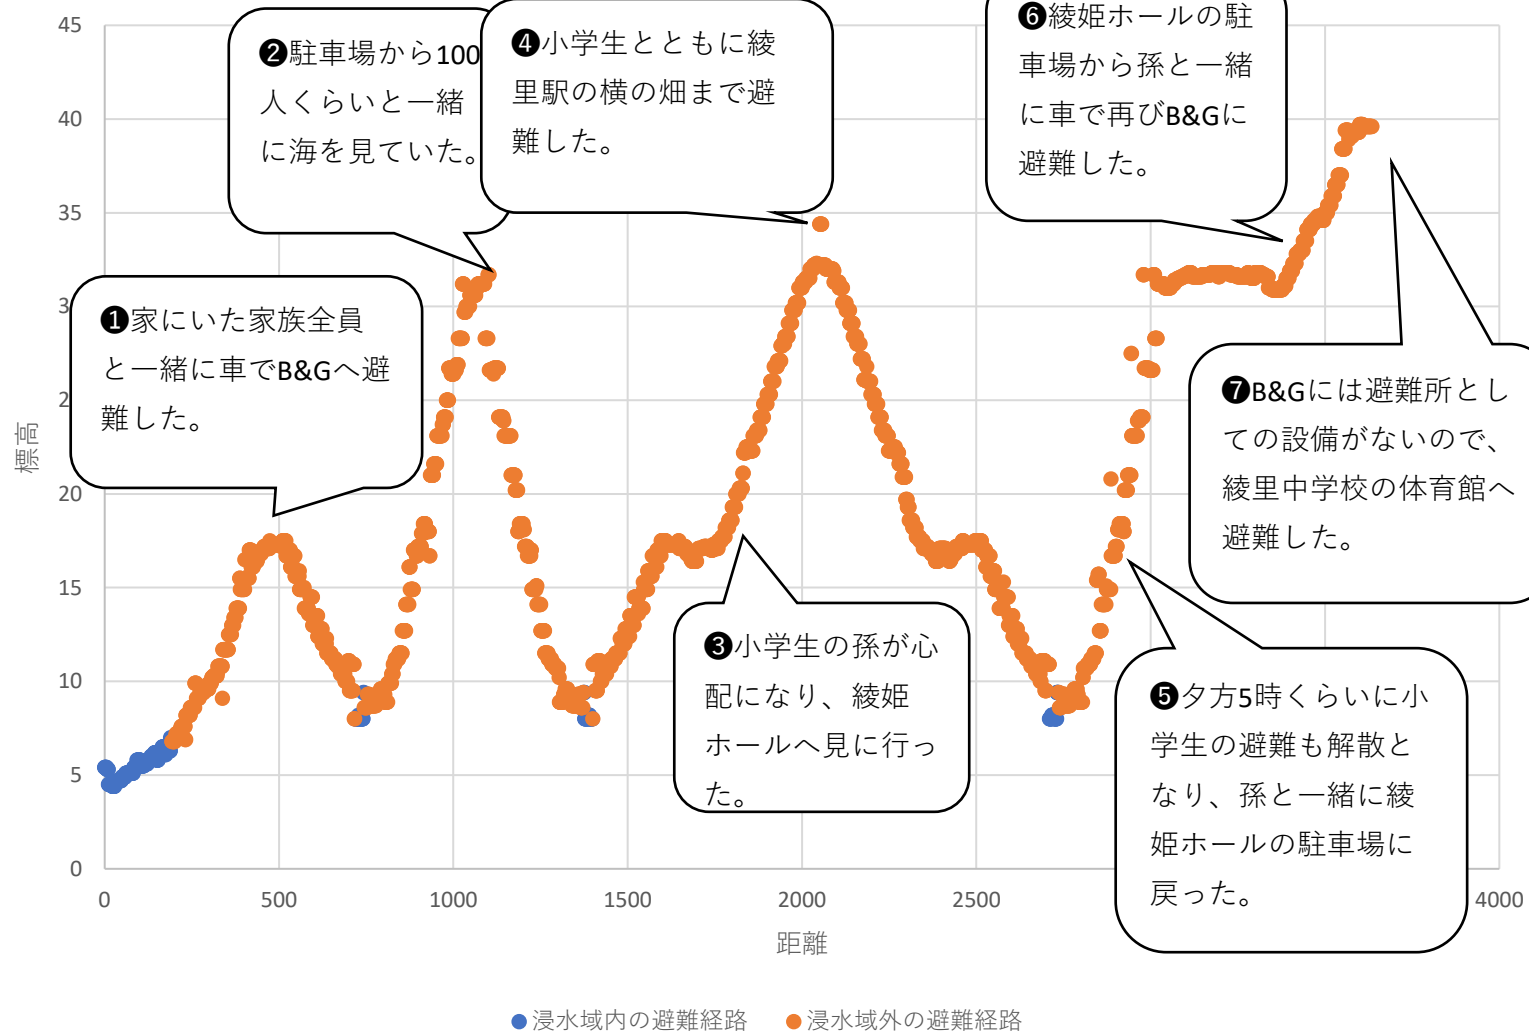 45
40
35
3
2
20
15
10
5
0
標高
0
500
1000
1500
2000
2500
4000
距離
❶家にいた家族全員
と一緒に車でB&Gへ避
難した。
❷駐車場から100
人くらいと一緒
に海を見ていた。
❸小学生の孫が心
配になり、綾姫
ホールへ見に行っ
た。
❹小学生とともに綾
里駅の横の畑まで避
難した。
❺夕方5時くらいに小
学生の避難も解散と
なり、孫と一緒に綾
姫ホールの駐車場に
戻った。
❻綾姫ホールの駐
車場から孫と一緒
に車で再びB&Gに
避難した。
❼B&Gには避難所とし
ての設備がないので、
綾里中学校の体育館へ
避難した。
浸水域内の避難経路
浸水域外の避難経路